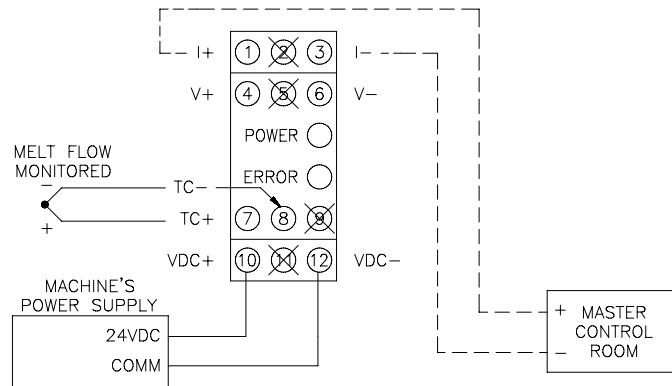 I+ 1 2 3 I-
V+ 4 5 6 V-
POWER
MELT FLOW
MONITORED
ERROR
- TC-
+ TC+ 7 8 9
VDC+ 10 11 12 VDC-
MACHINE'S
POWER SUPPLY
24VDC
COMM
+ MASTER
CONTROL
- ROOM